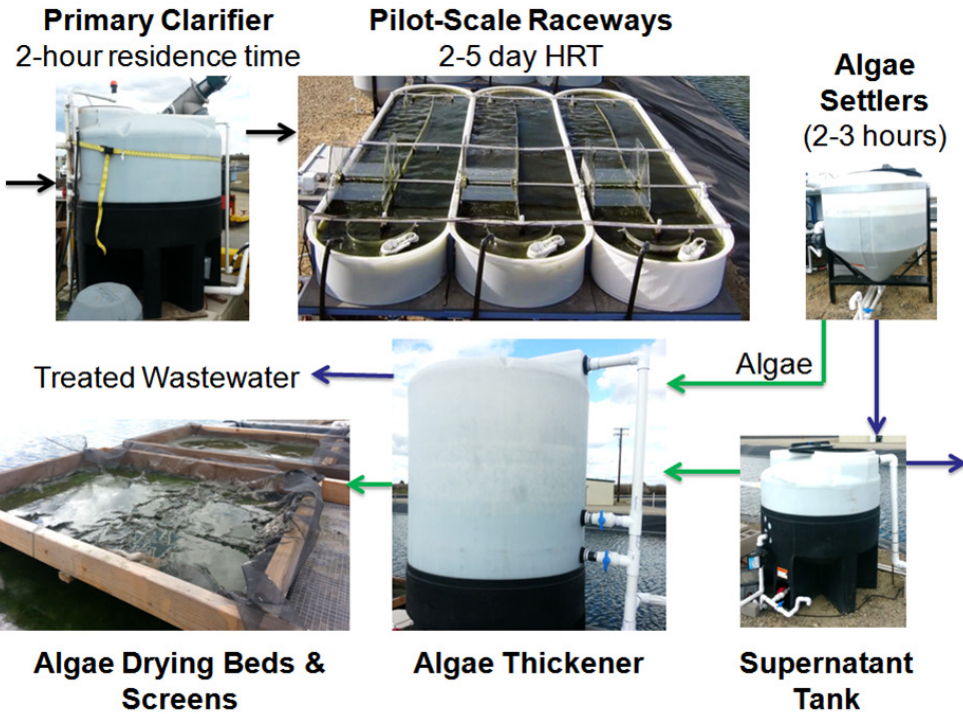 Primary Clarifier
2-hour residence time
Pilot-Scale Raceways
2-5 day HRT
Algae
Settlers
(2-3 hours)
Treated Wastewater
Algae
Algae Drying Beds &
Screens
Algae Thickener
Supernatant
Tank